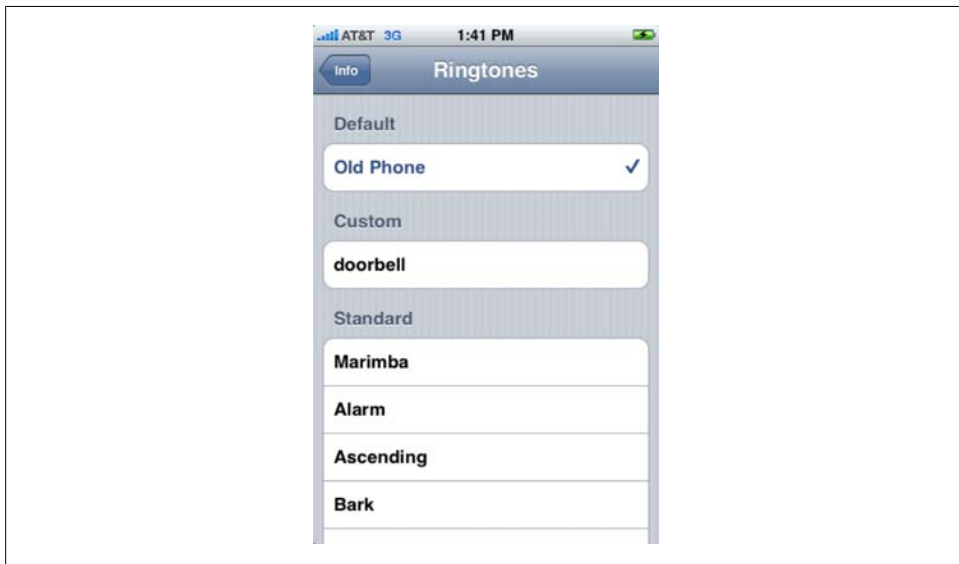 AT&T 3G 1:41 PM
Info Ringtones
Default
Old Phone
Custom
doorbell
Standard
Marimba
Alarm
Ascending
Bark